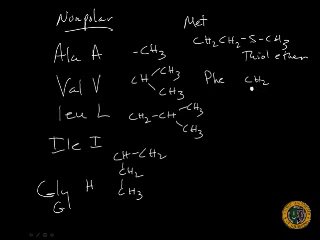 Nonpolar
Ala A -CH3
Val V CH CH3
CH3
leu L CH2-CH CH3
CH3
Ile I
CH-CH2
CH2
CH3
Gly H
Gl
Met
CH2CH2-S-CH3
Thiol ether
Phe CH2